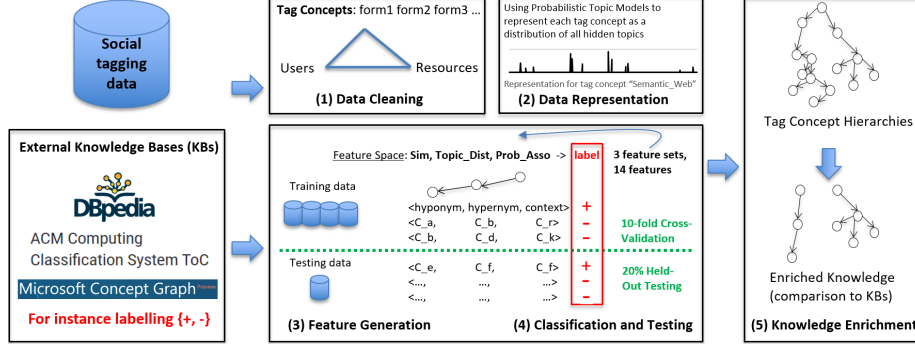 Social
tagging
data
Tag Concepts: form1 form2 form3 ...
Users
Resources
(1) Data Cleaning
Using Probabilistic Topic Models to
represent each tag concept as a
distribution of all hidden topics
Representation for tag concept "Semantic_Web"
(2) Data Representation
External Knowledge Bases (KBs)
DBpedia
ACM Computing
Classification System ToC
Microsoft Concept Graph Preview
For instance labelling {+, -}
Feature Space: Sim, Topic_Dist, Prob_Asso -> label
3 feature sets,
14 features
Training data
<hyponym, hypernym, context> +
<C_a, C_b, C_r> -
<C_b, C_d, C_k> -
10-fold Cross-
Validation
Testing data
<C_e, C_f, C_f> +
<..., ..., ...> -
<..., ..., ...> -
20% Held-
Out Testing
(3) Feature Generation
(4) Classification and Testing
Tag Concept Hierarchies
Enriched Knowledge
(comparison to KBs)
(5) Knowledge Enrichment